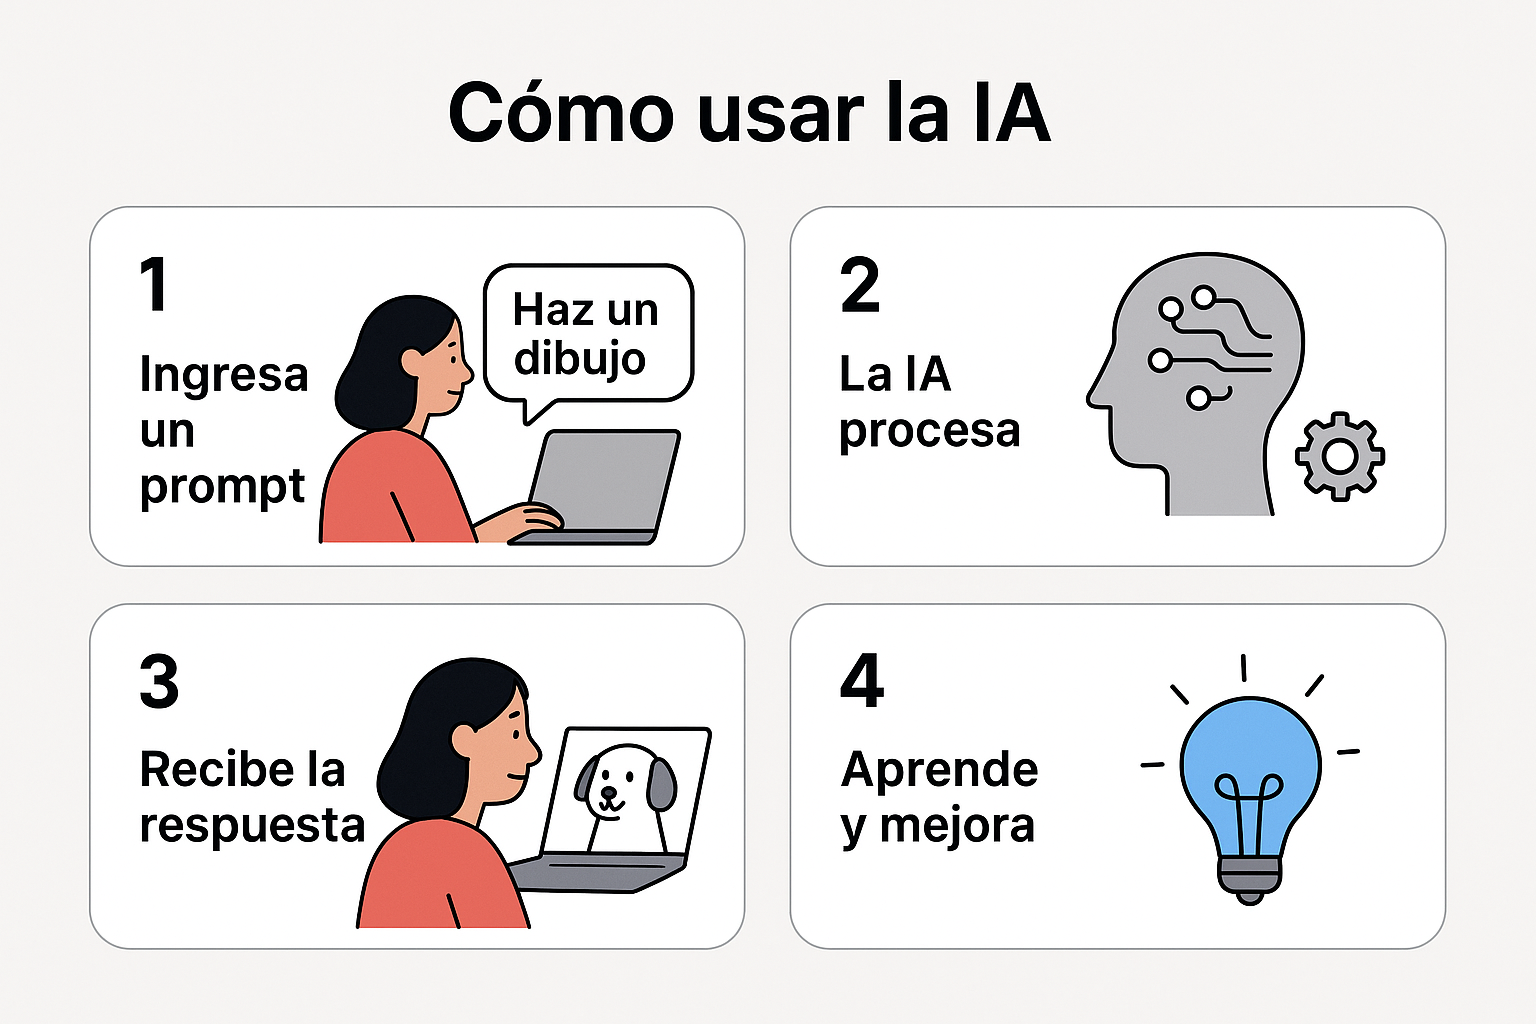 Cómo usar la IA
1
Ingresa
un
prompt
Haz un
dibujo
2
La IA
procesa
3
Recibe la
respuesta
4
Aprende
y mejora